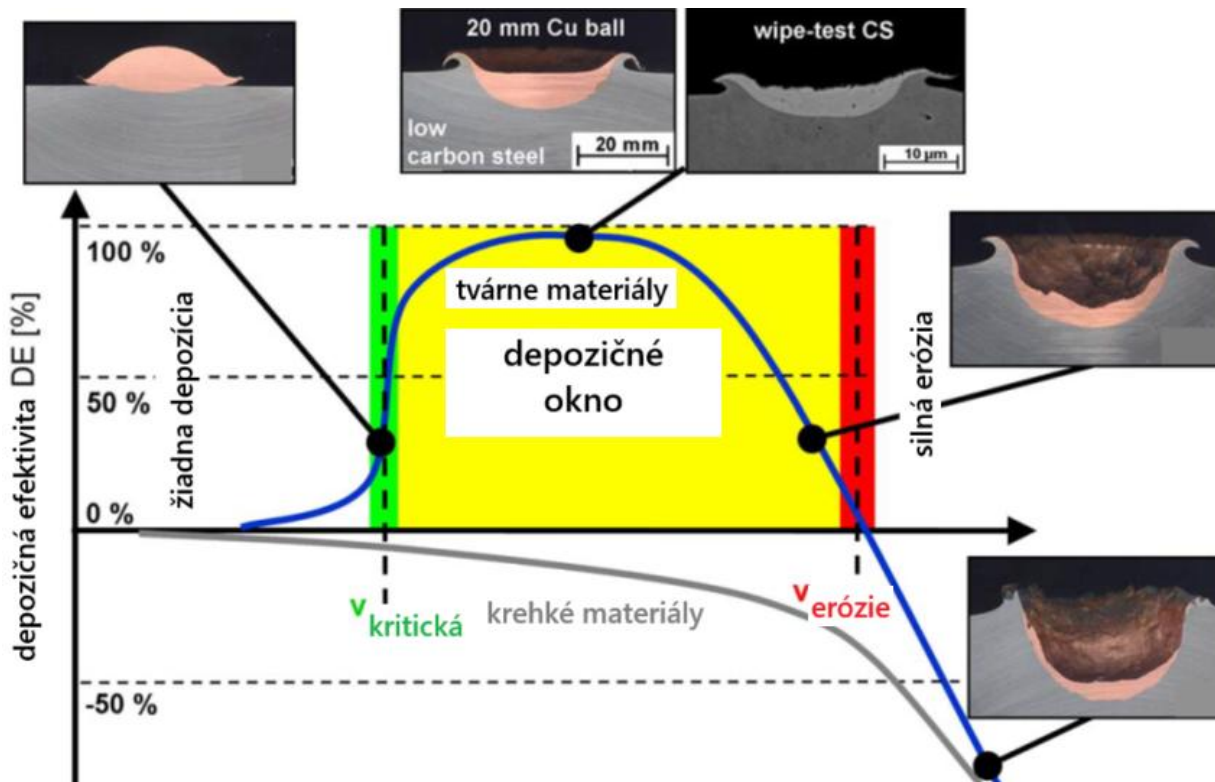 20 mm Cu ball
low
carbon steel
20 mm
wipe-test CS
10 µm
depozičná efektivita DE [%]
100 %
50 %
0 %
-50 %
žiadna depozícia
tvárne materiály
depozičné
okno
silná erózia
v kritická
krehké materiály
v erózie